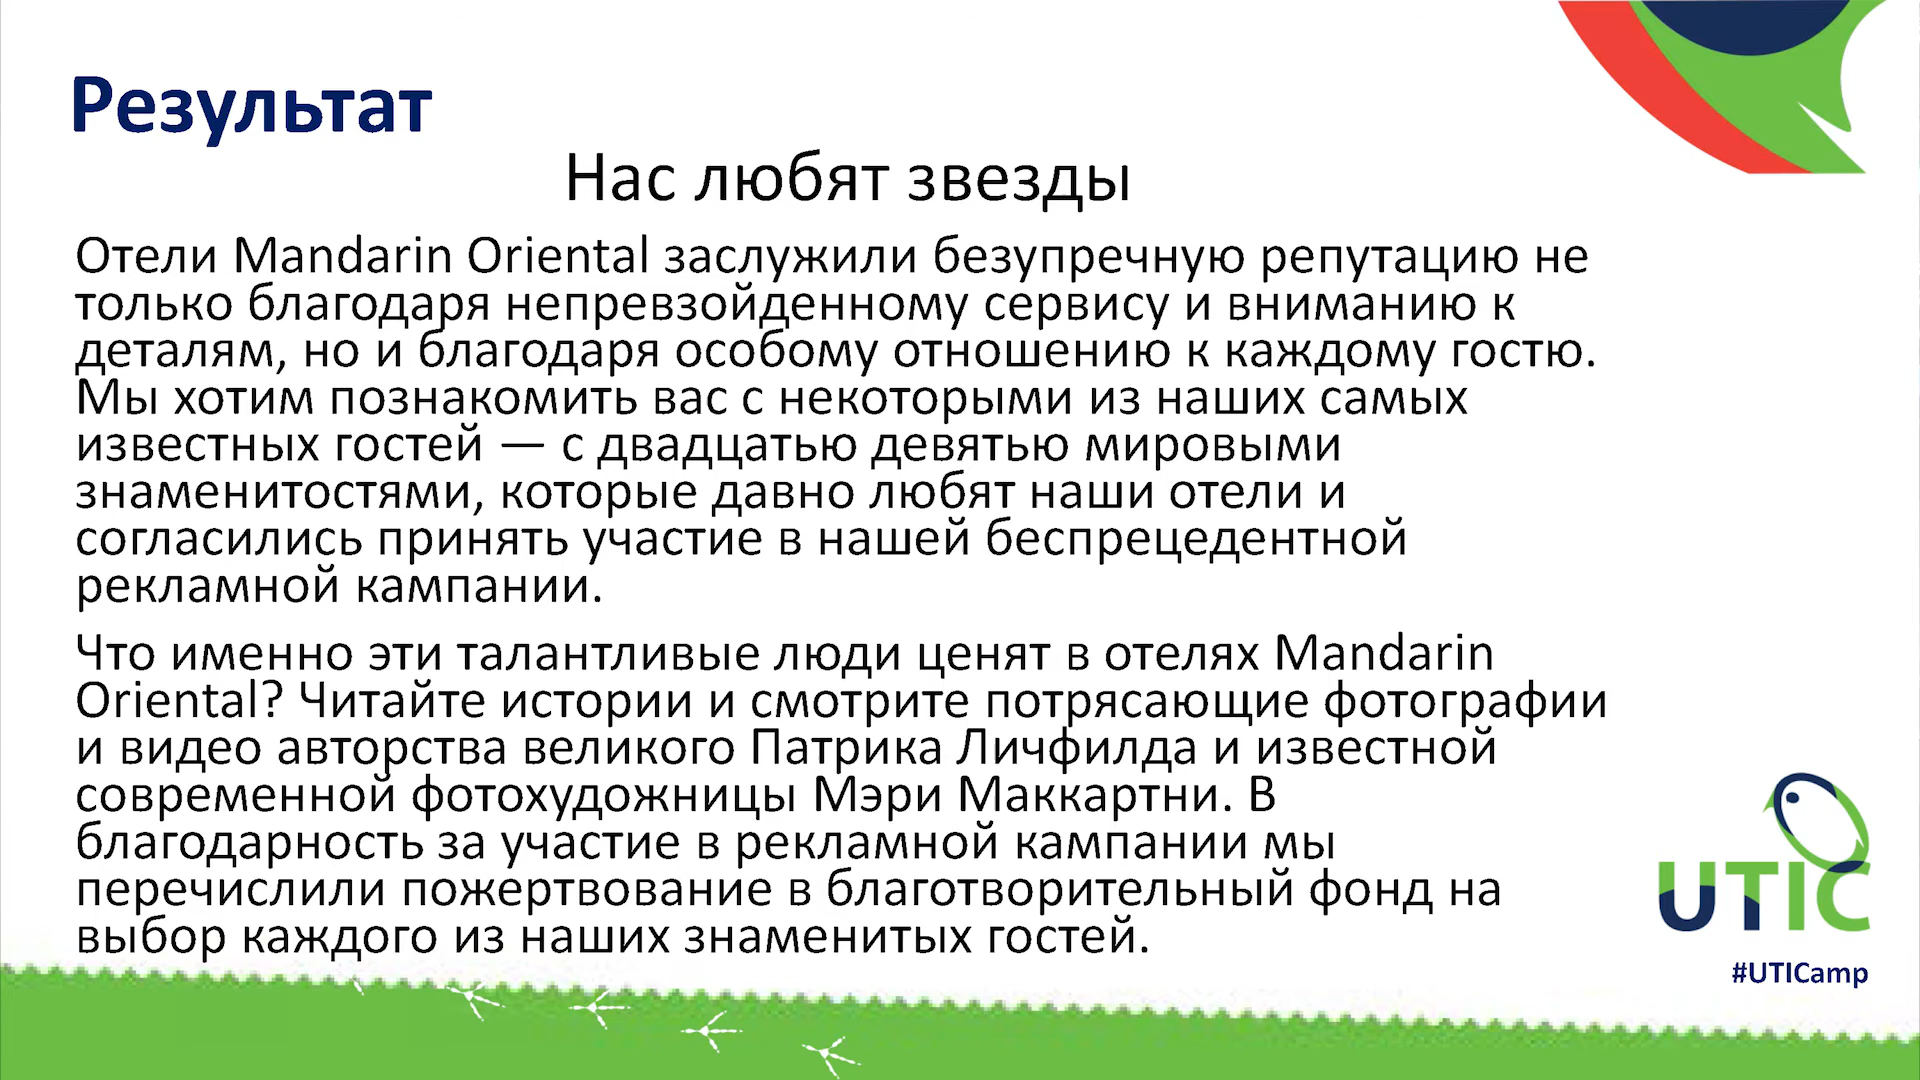 Результат
Нас любят звезды
Отели Mandarin Oriental заслужили безупречную репутацию не
только благодаря непревзойденному сервису и вниманию к
деталям, но и благодаря особому отношению к каждому гостю.
Мы хотим познакомить вас с некоторыми из наших самых
известных гостей — с двадцатью девятью мировыми
знаменитостями, которые давно любят наши отели и
согласились принять участие в нашей беспрецедентной
рекламной кампании.
Что именно эти талантливые люди ценят в отелях Mandarin
Oriental? Читайте истории и смотрите потрясающие фотографии
и видео авторства великого Патрика Личфилда и известной
современной фотохудожницы Мэри Маккартни. В
благодарность за участие в рекламной кампании мы
перечислили пожертвование в благотворительный фонд на
выбор каждого из наших знаменитых гостей.
UTIC
#UTICamp